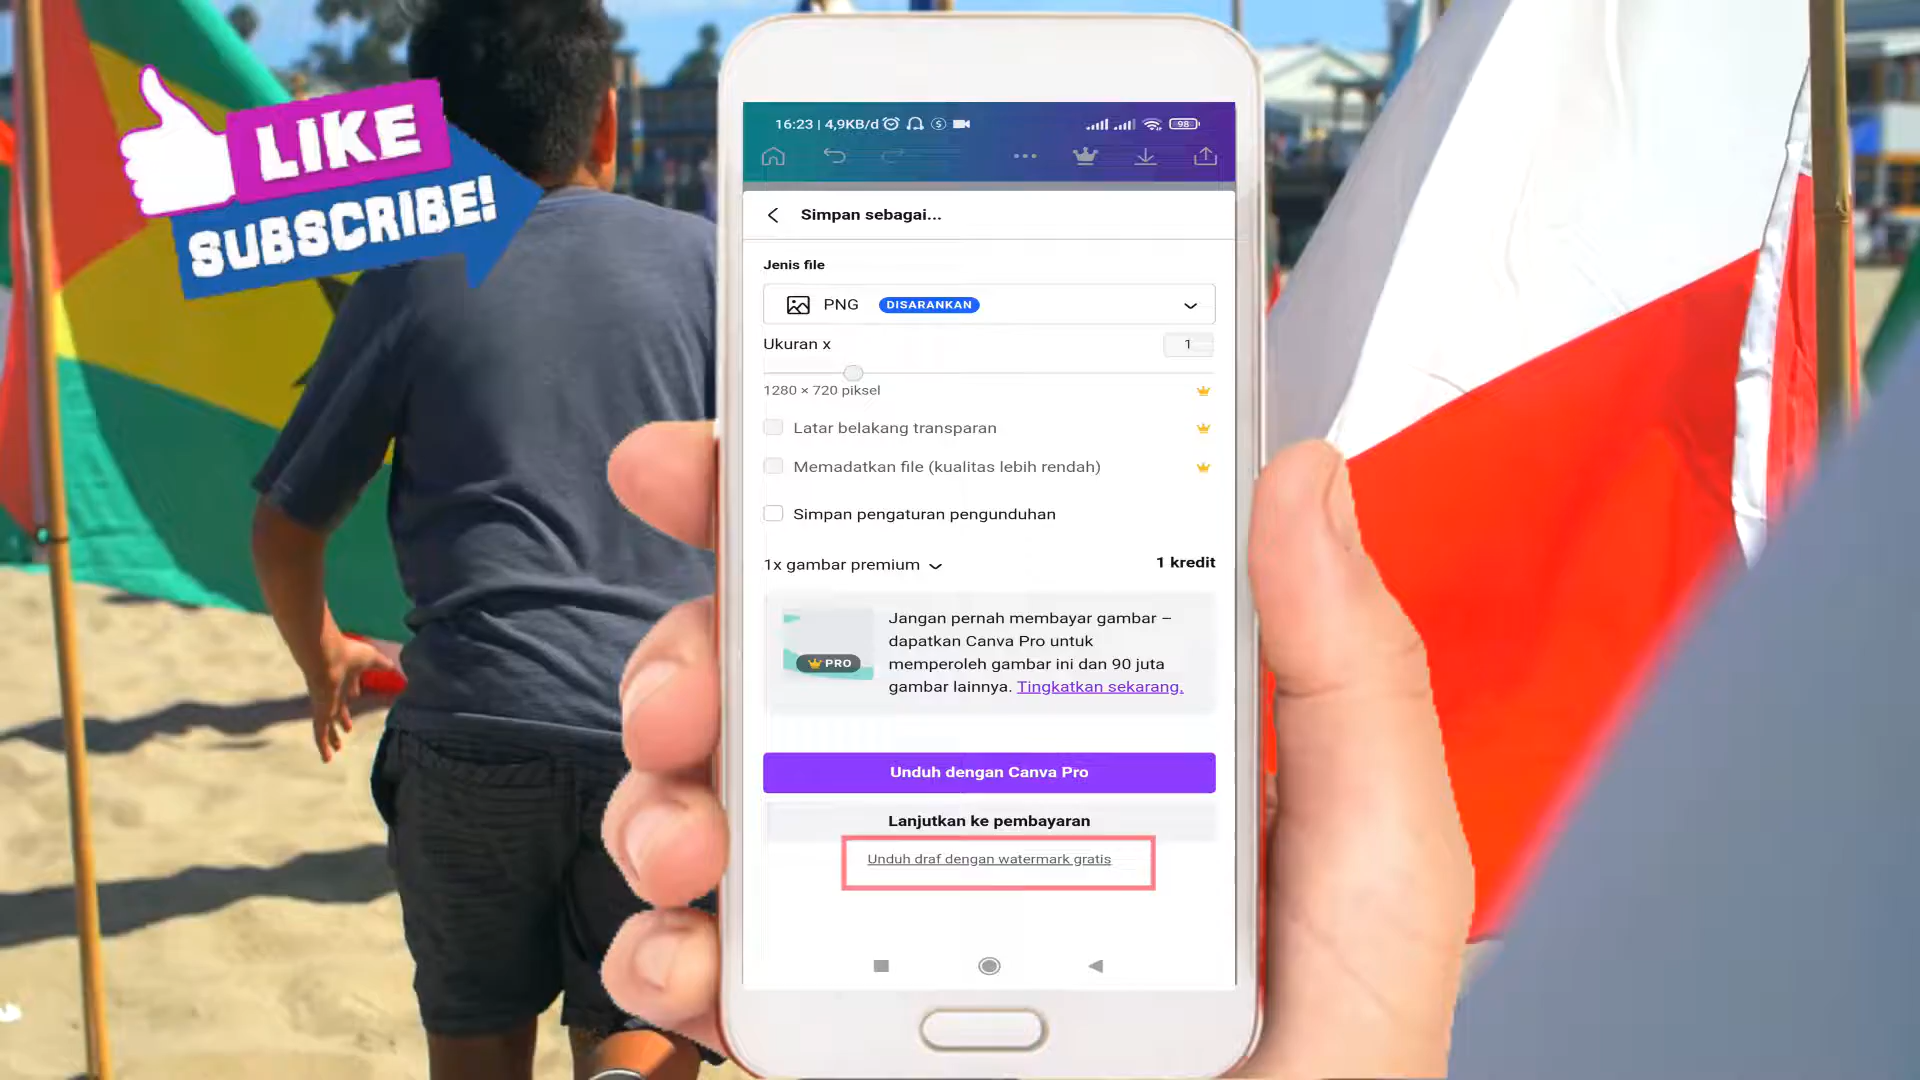 LIKE
SUBSCRIBE!
16:23 | 4,9KB/d
98
Simpan sebagai...
Jenis file
PNG DISARANKAN
Ukuran x
1
1280 × 720 piksel
Latar belakang transparan
Memadatkan file (kualitas lebih rendah)
Simpan pengaturan pengunduhan
1x gambar premium
1 kredit
Jangan pernah membayar gambar –
dapatkan Canva Pro untuk
memperoleh gambar ini dan 90 juta
gambar lainnya. Tingkatkan sekarang.
PRO
Unduh dengan Canva Pro
Lanjutkan ke pembayaran
Unduh draf dengan watermark gratis